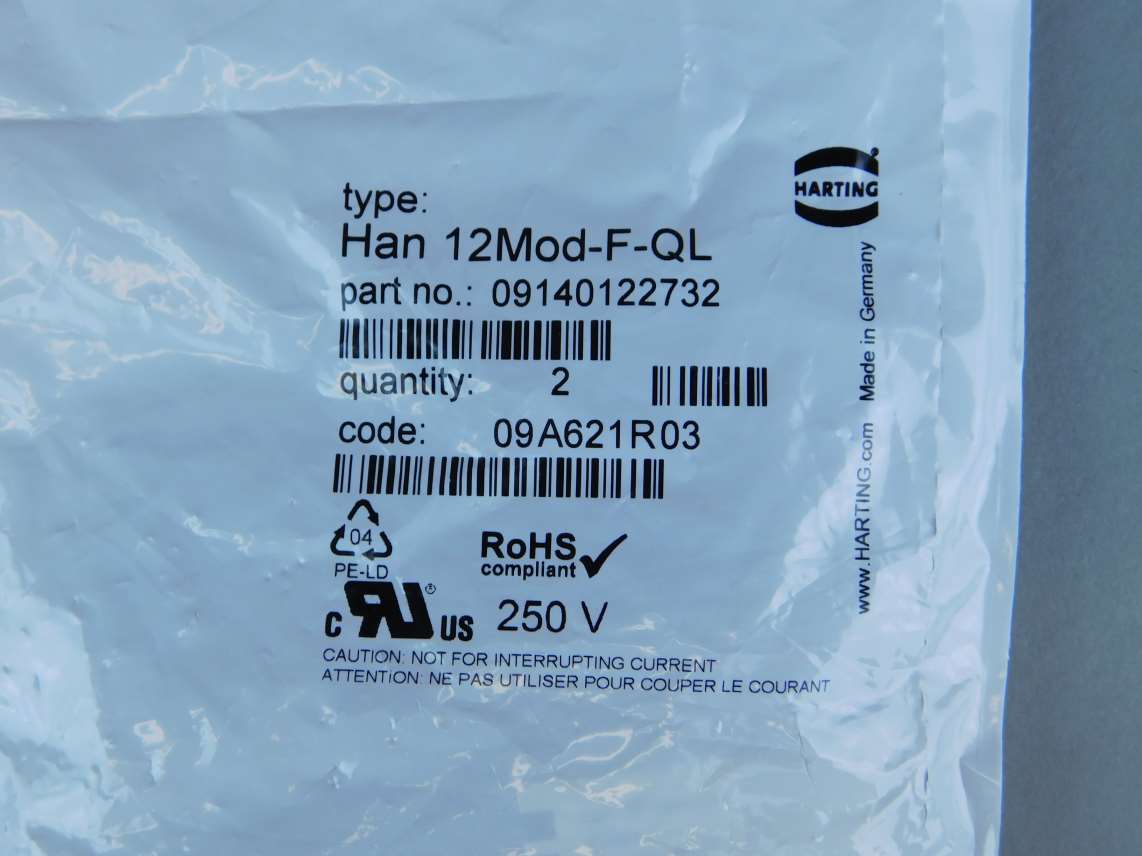 HARTING
type:
Han 12Mod-F-QL
part no.: 09140122732
quantity: 2
code: 09A621R03
04
PE-LD
RoHS
compliant
c RU® US 250 V
CAUTION: NOT FOR INTERRUPTING CURRENT
ATTENTION: NE PAS UTILISER POUR COUPER LE COURANT
www.HARTING.com Made in Germany